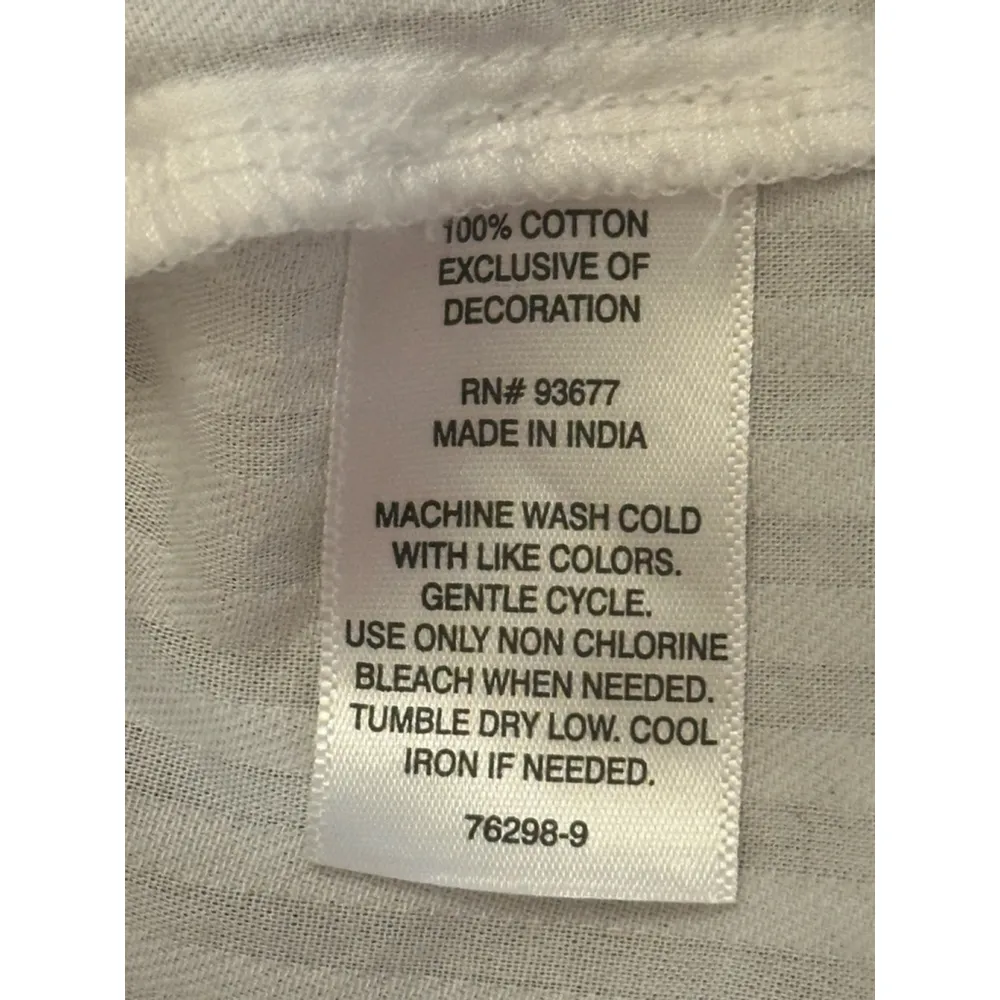 100% COTTON
EXCLUSIVE OF
DECORATION
RN# 93677
MADE IN INDIA
MACHINE WASH COLD
WITH LIKE COLORS.
GENTLE CYCLE.
USE ONLY NON CHLORINE
BLEACH WHEN NEEDED.
TUMBLE DRY LOW. COOL
IRON IF NEEDED.
76298-9